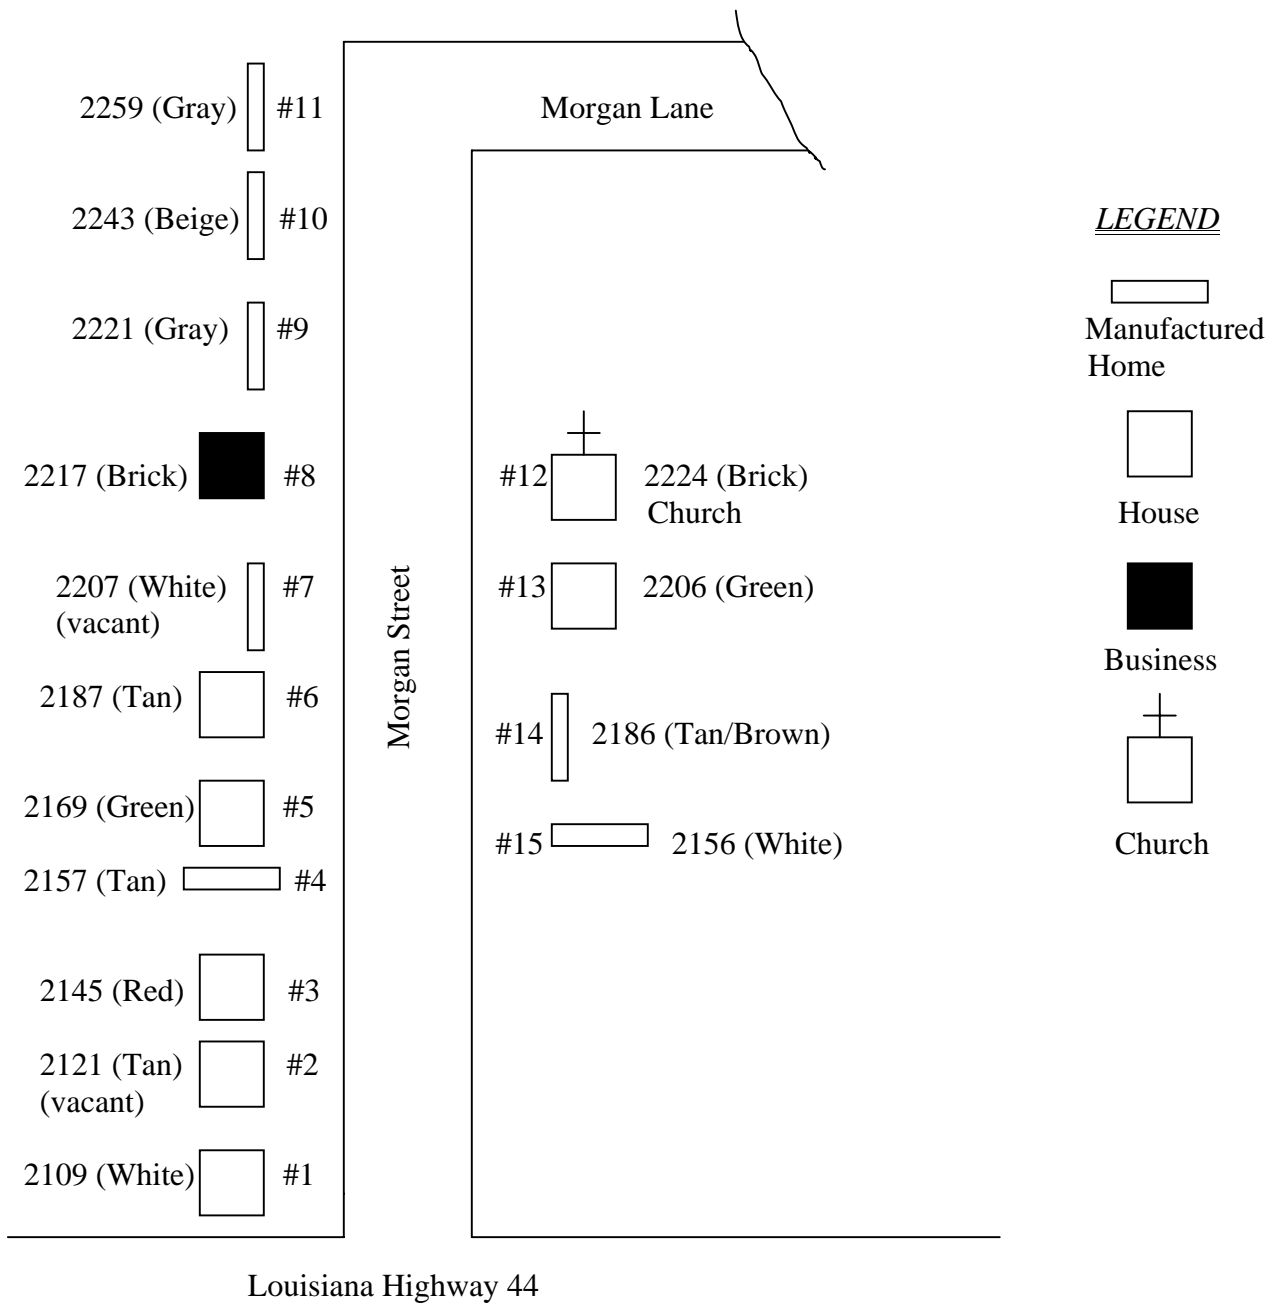 2259 (Gray) #11
Morgan Lane
2243 (Beige) #10
2221 (Gray) #9
2217 (Brick) #8
2207 (White) #7
(vacant)
2187 (Tan) #6
2169 (Green) #5
2157 (Tan) #4
2145 (Red) #3
2121 (Tan) #2
(vacant)
2109 (White) #1
Morgan Street
#12 2224 (Brick)
Church
#13 2206 (Green)
#14 2186 (Tan/Brown)
#15 2156 (White)
LEGEND
Manufactured
Home
House
Business
Church
Louisiana Highway 44